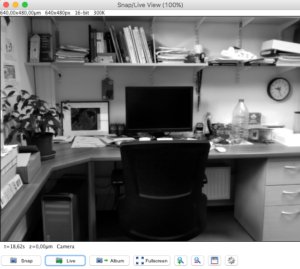 Snap/Live View (100%)
640,00x480,00µm 640x480px 16-bit 300K
t=18,62s z=0,00µm Camera
Snap Live Album Fullscreen